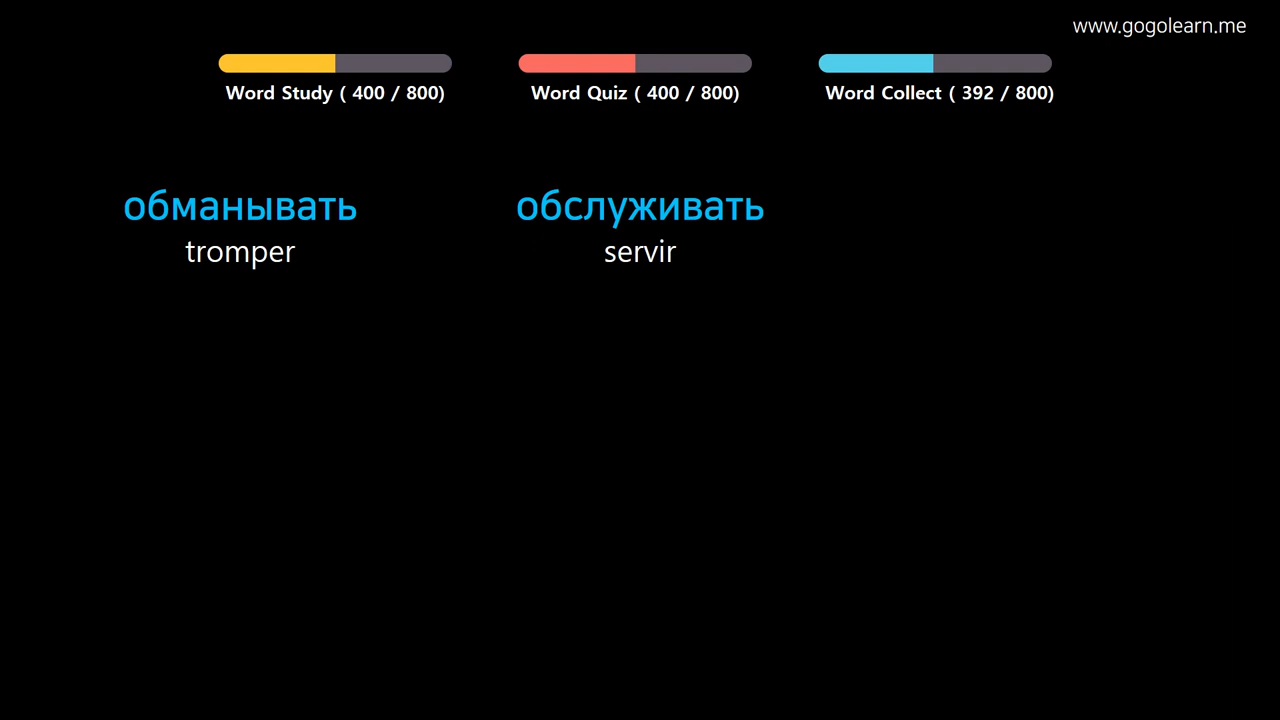 www.gogolearn.me
Word Study ( 400 / 800)
Word Quiz ( 400 / 800)
Word Collect ( 392 / 800)
обманывать
tromper
обслуживать
servir